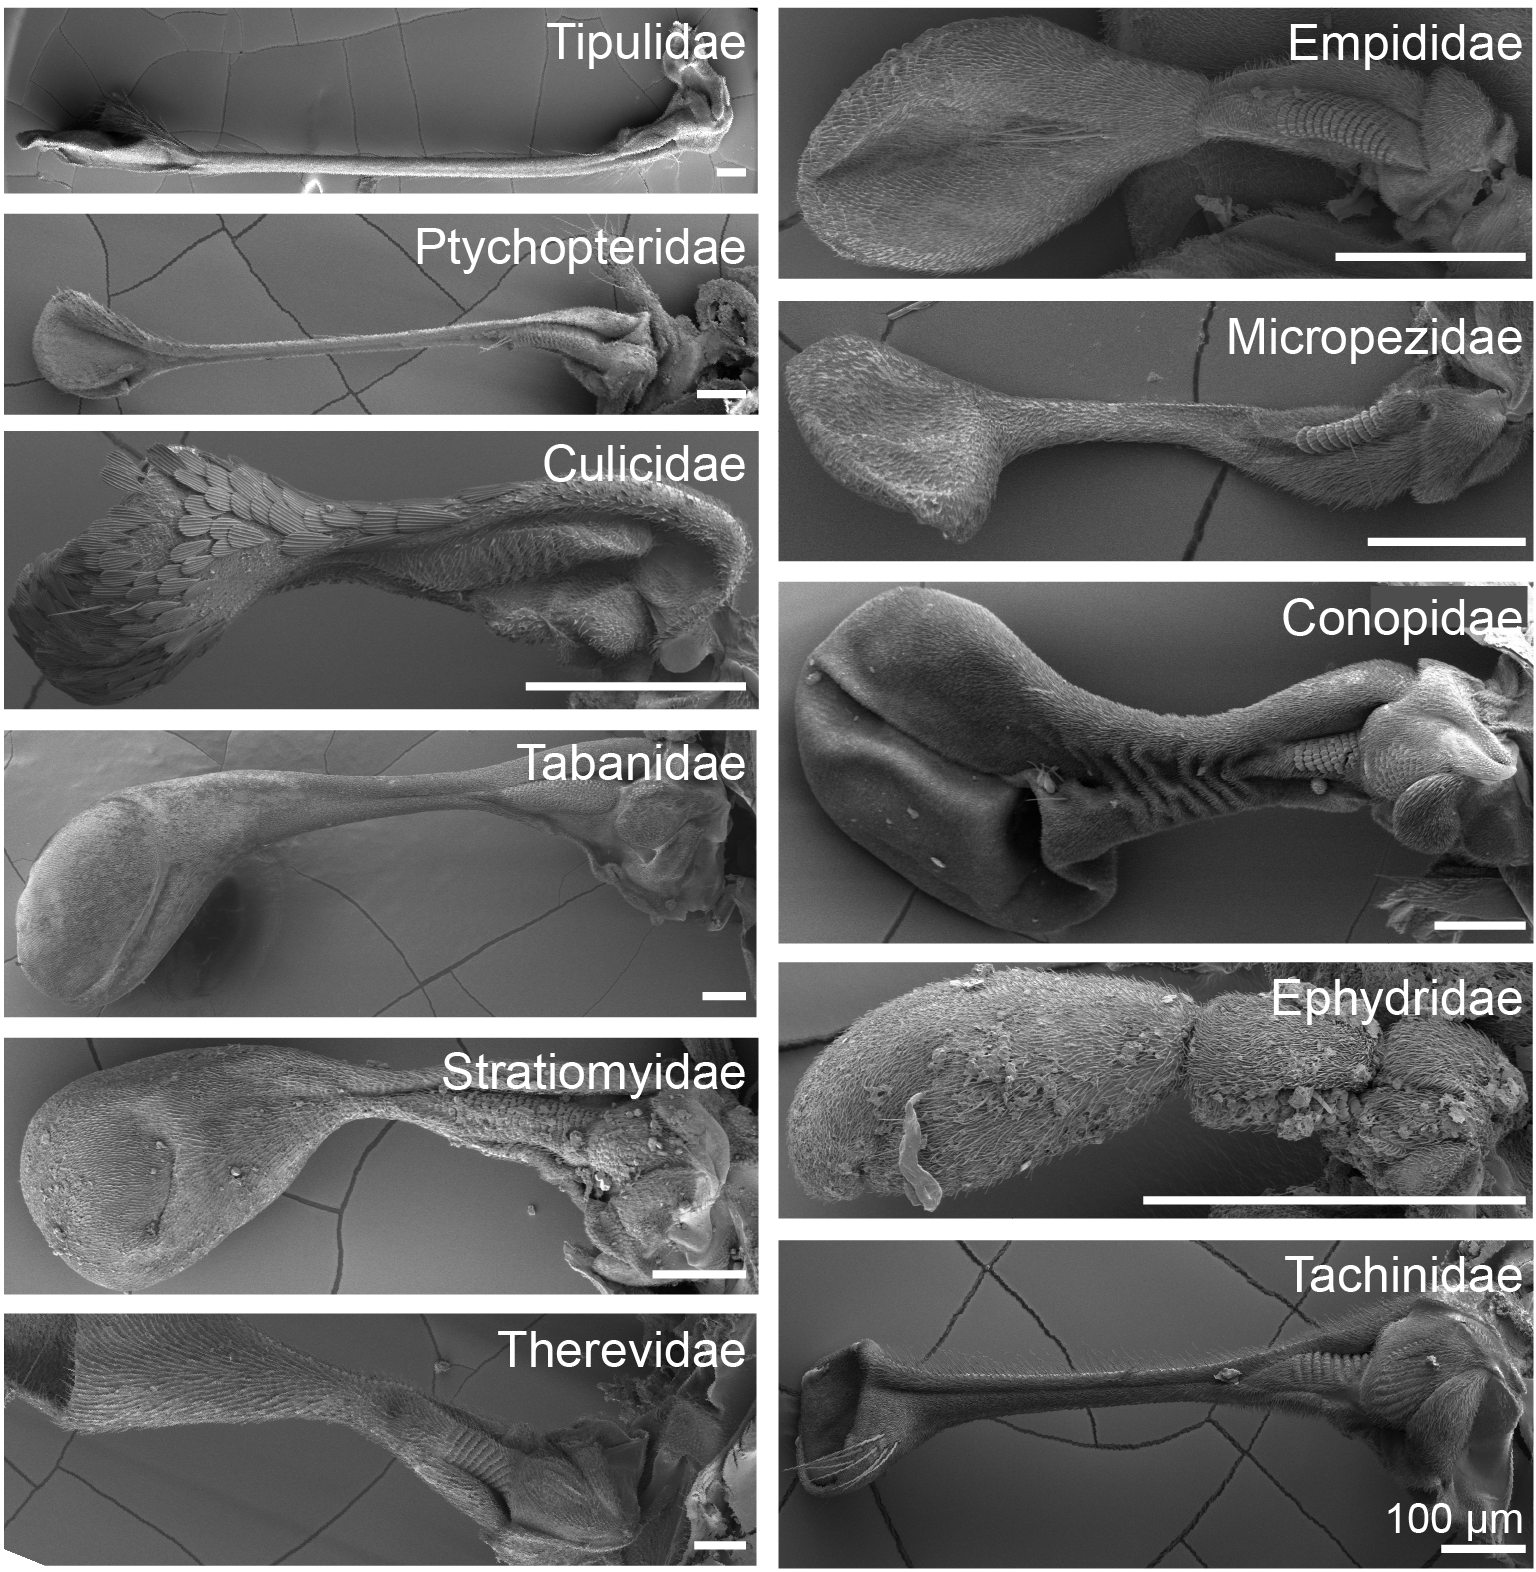 Tipulidae
Ptychopteridae
Culicidae
Tabanidae
Stratiomyidae
Therevidae
Empididae
Micropezidae
Conopidae
Ephydridae
Tachinidae
100 µm